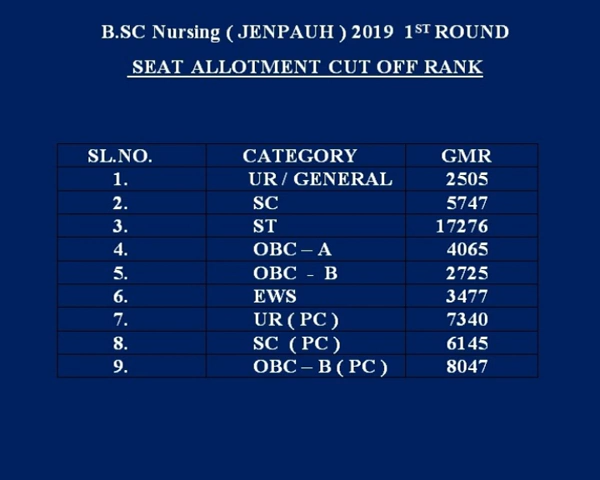 B.SC Nursing ( JENPAUH ) 2019 1ST ROUND
SEAT ALLOTMENT CUT OFF RANK
SL.NO. CATEGORY GMR
1. UR / GENERAL 2505
2. SC 5747
3. ST 17276
4. OBC – A 4065
5. OBC - B 2725
6. EWS 3477
7. UR ( PC ) 7340
8. SC ( PC ) 6145
9. OBC – B ( PC ) 8047